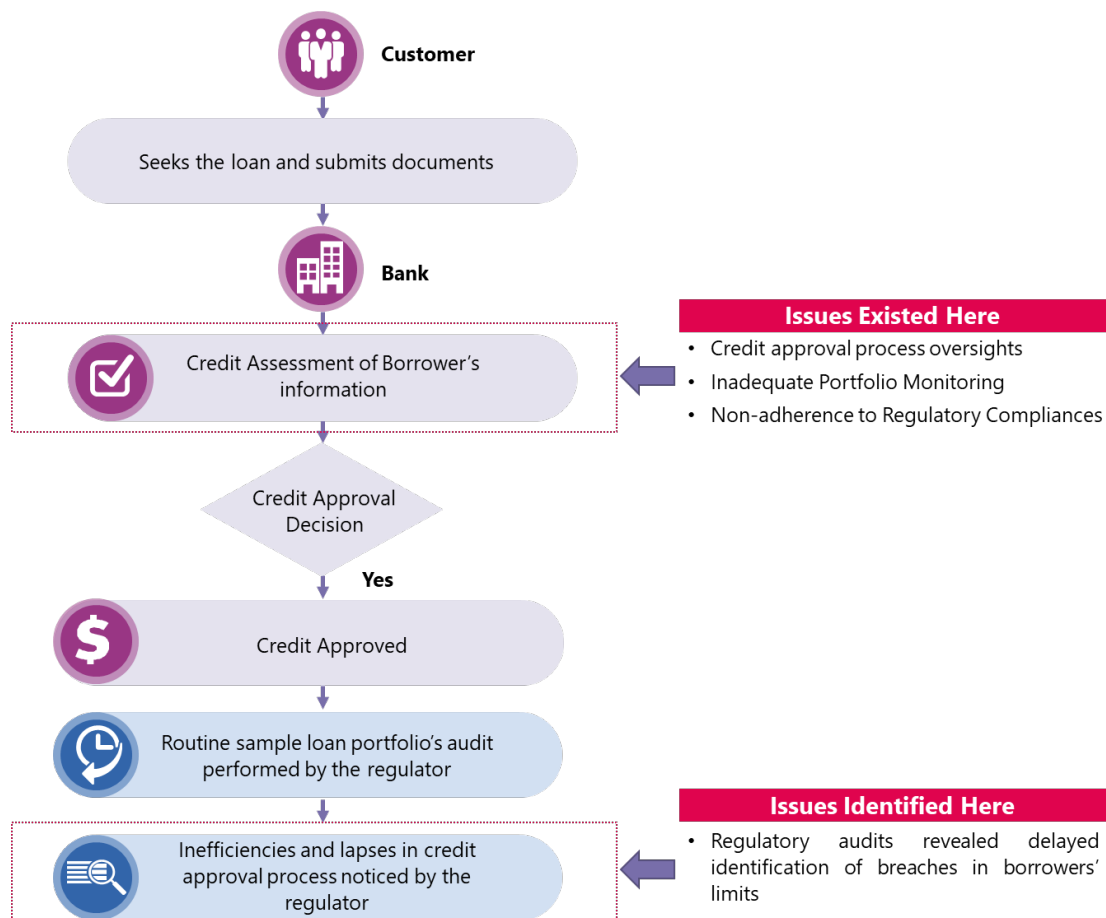 Customer
Seeks the loan and submits documents
Bank
Credit Assessment of Borrower's
information
Issues Existed Here
• Credit approval process oversights
• Inadequate Portfolio Monitoring
• Non-adherence to Regulatory Compliances
Credit Approval
Decision
Yes
$
Credit Approved
Routine sample loan portfolio's audit
performed by the regulator
Inefficiencies and lapses in credit
approval process noticed by the
regulator
Issues Identified Here
• Regulatory audits revealed delayed
identification of breaches in borrowers'
limits